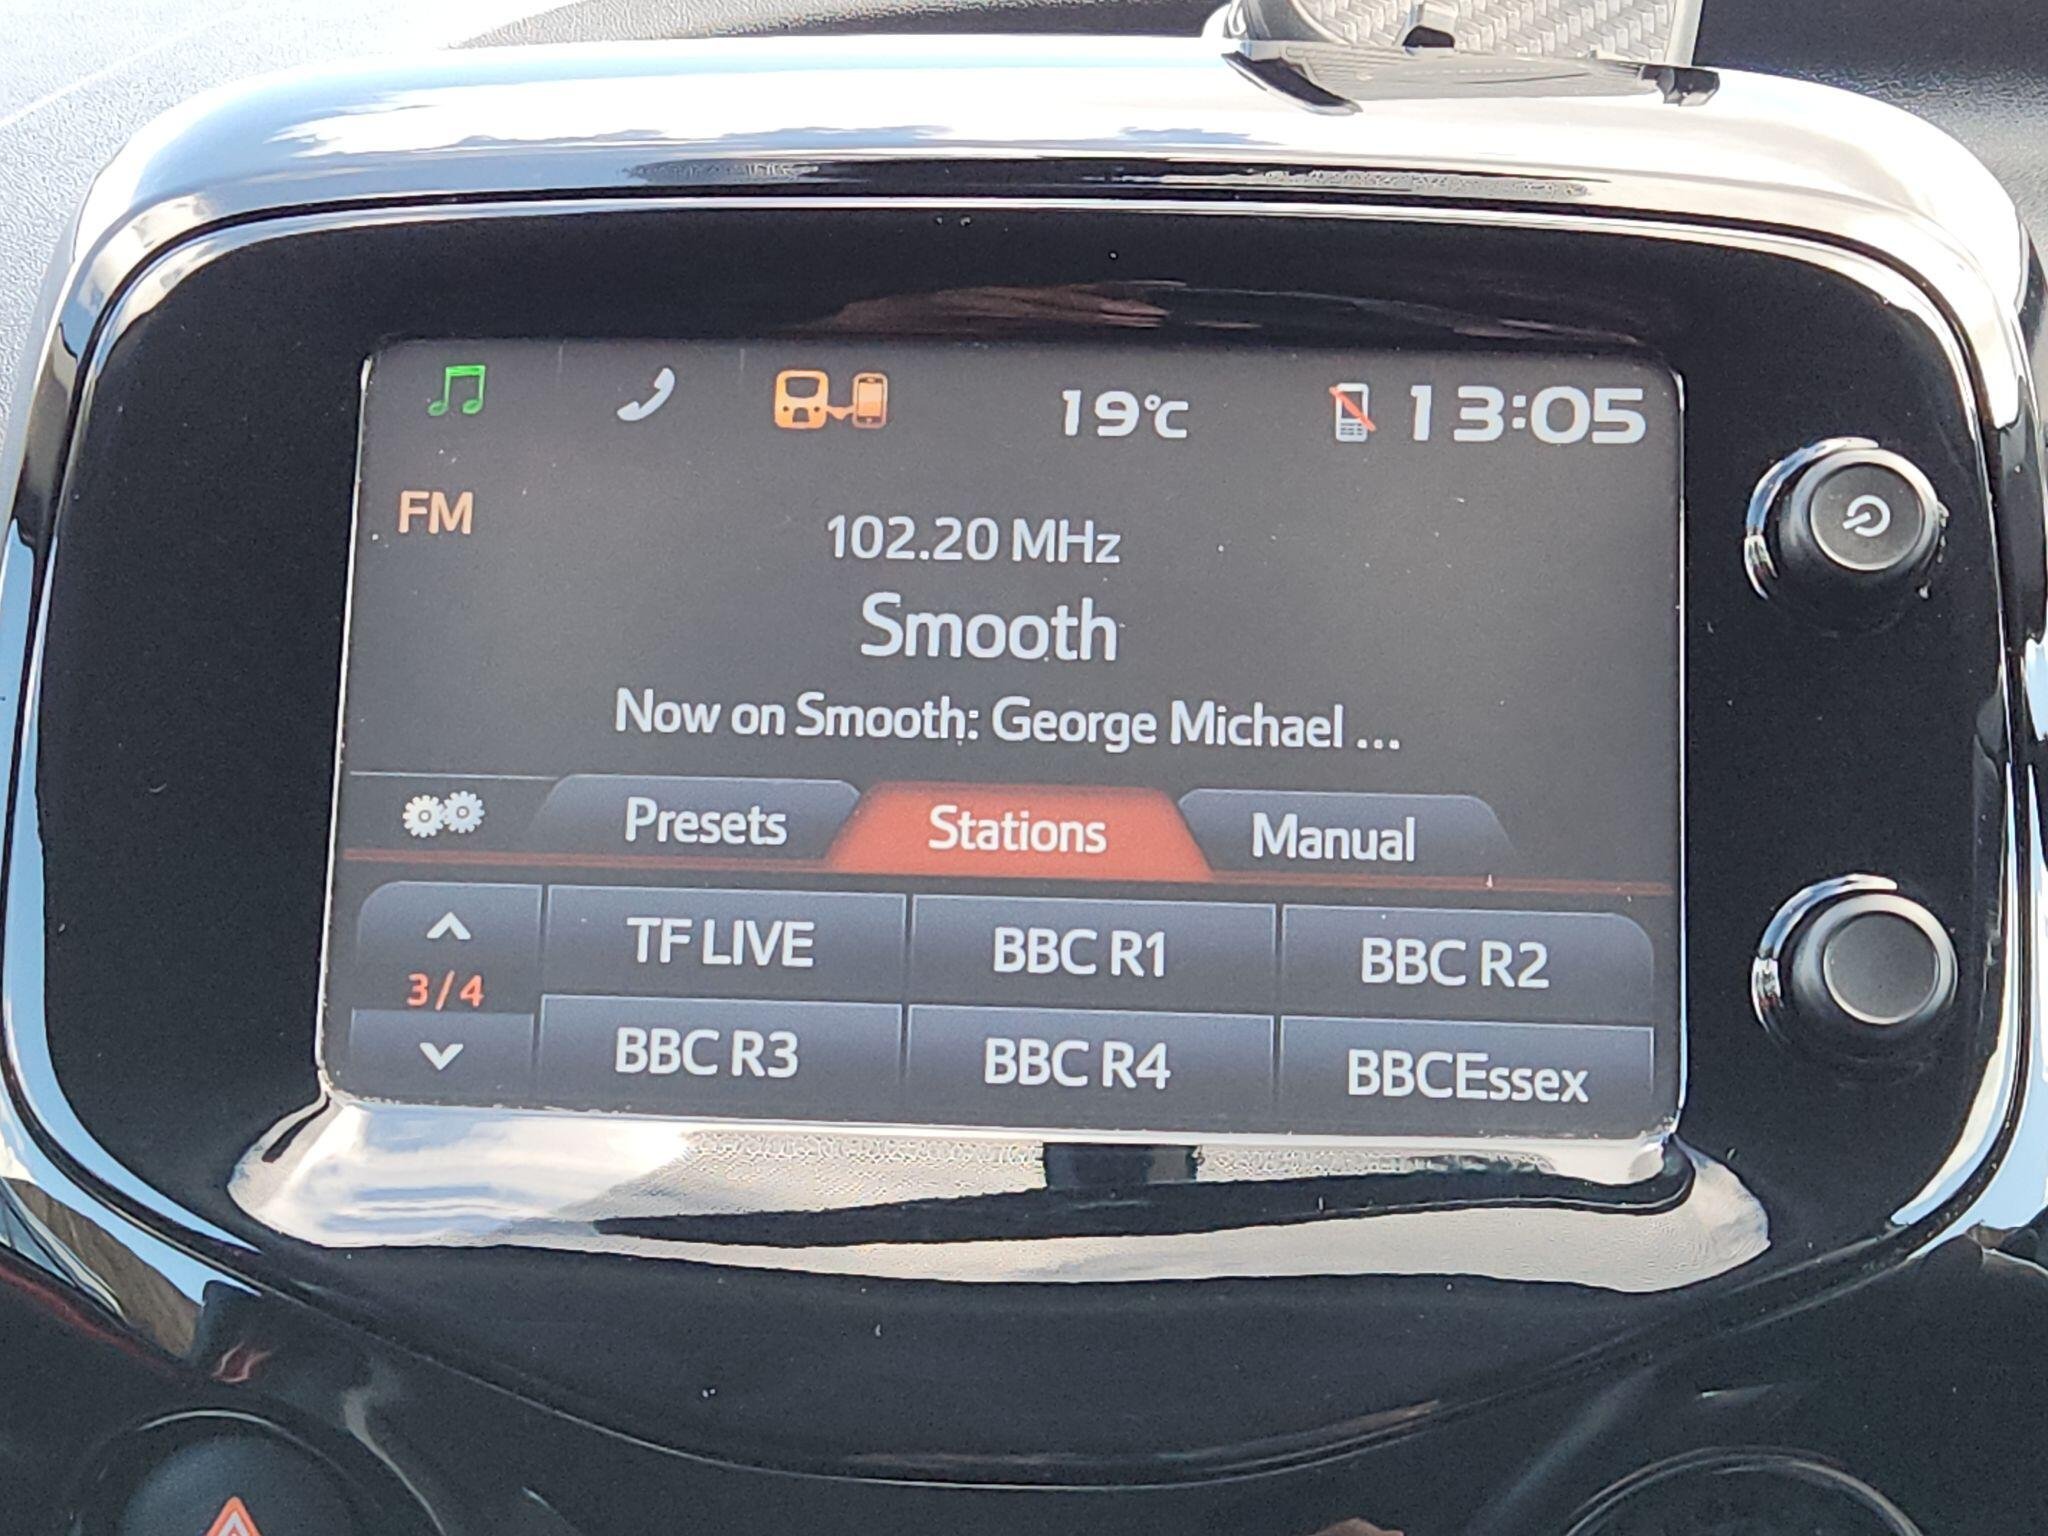 19°C
13:05
FM
102.20 MHz
Smooth
Now on Smooth: George Michael ...
Presets Stations Manual
TF LIVE BBC R1 BBC R2
3/4
BBC R3 BBC R4 BBCEssex